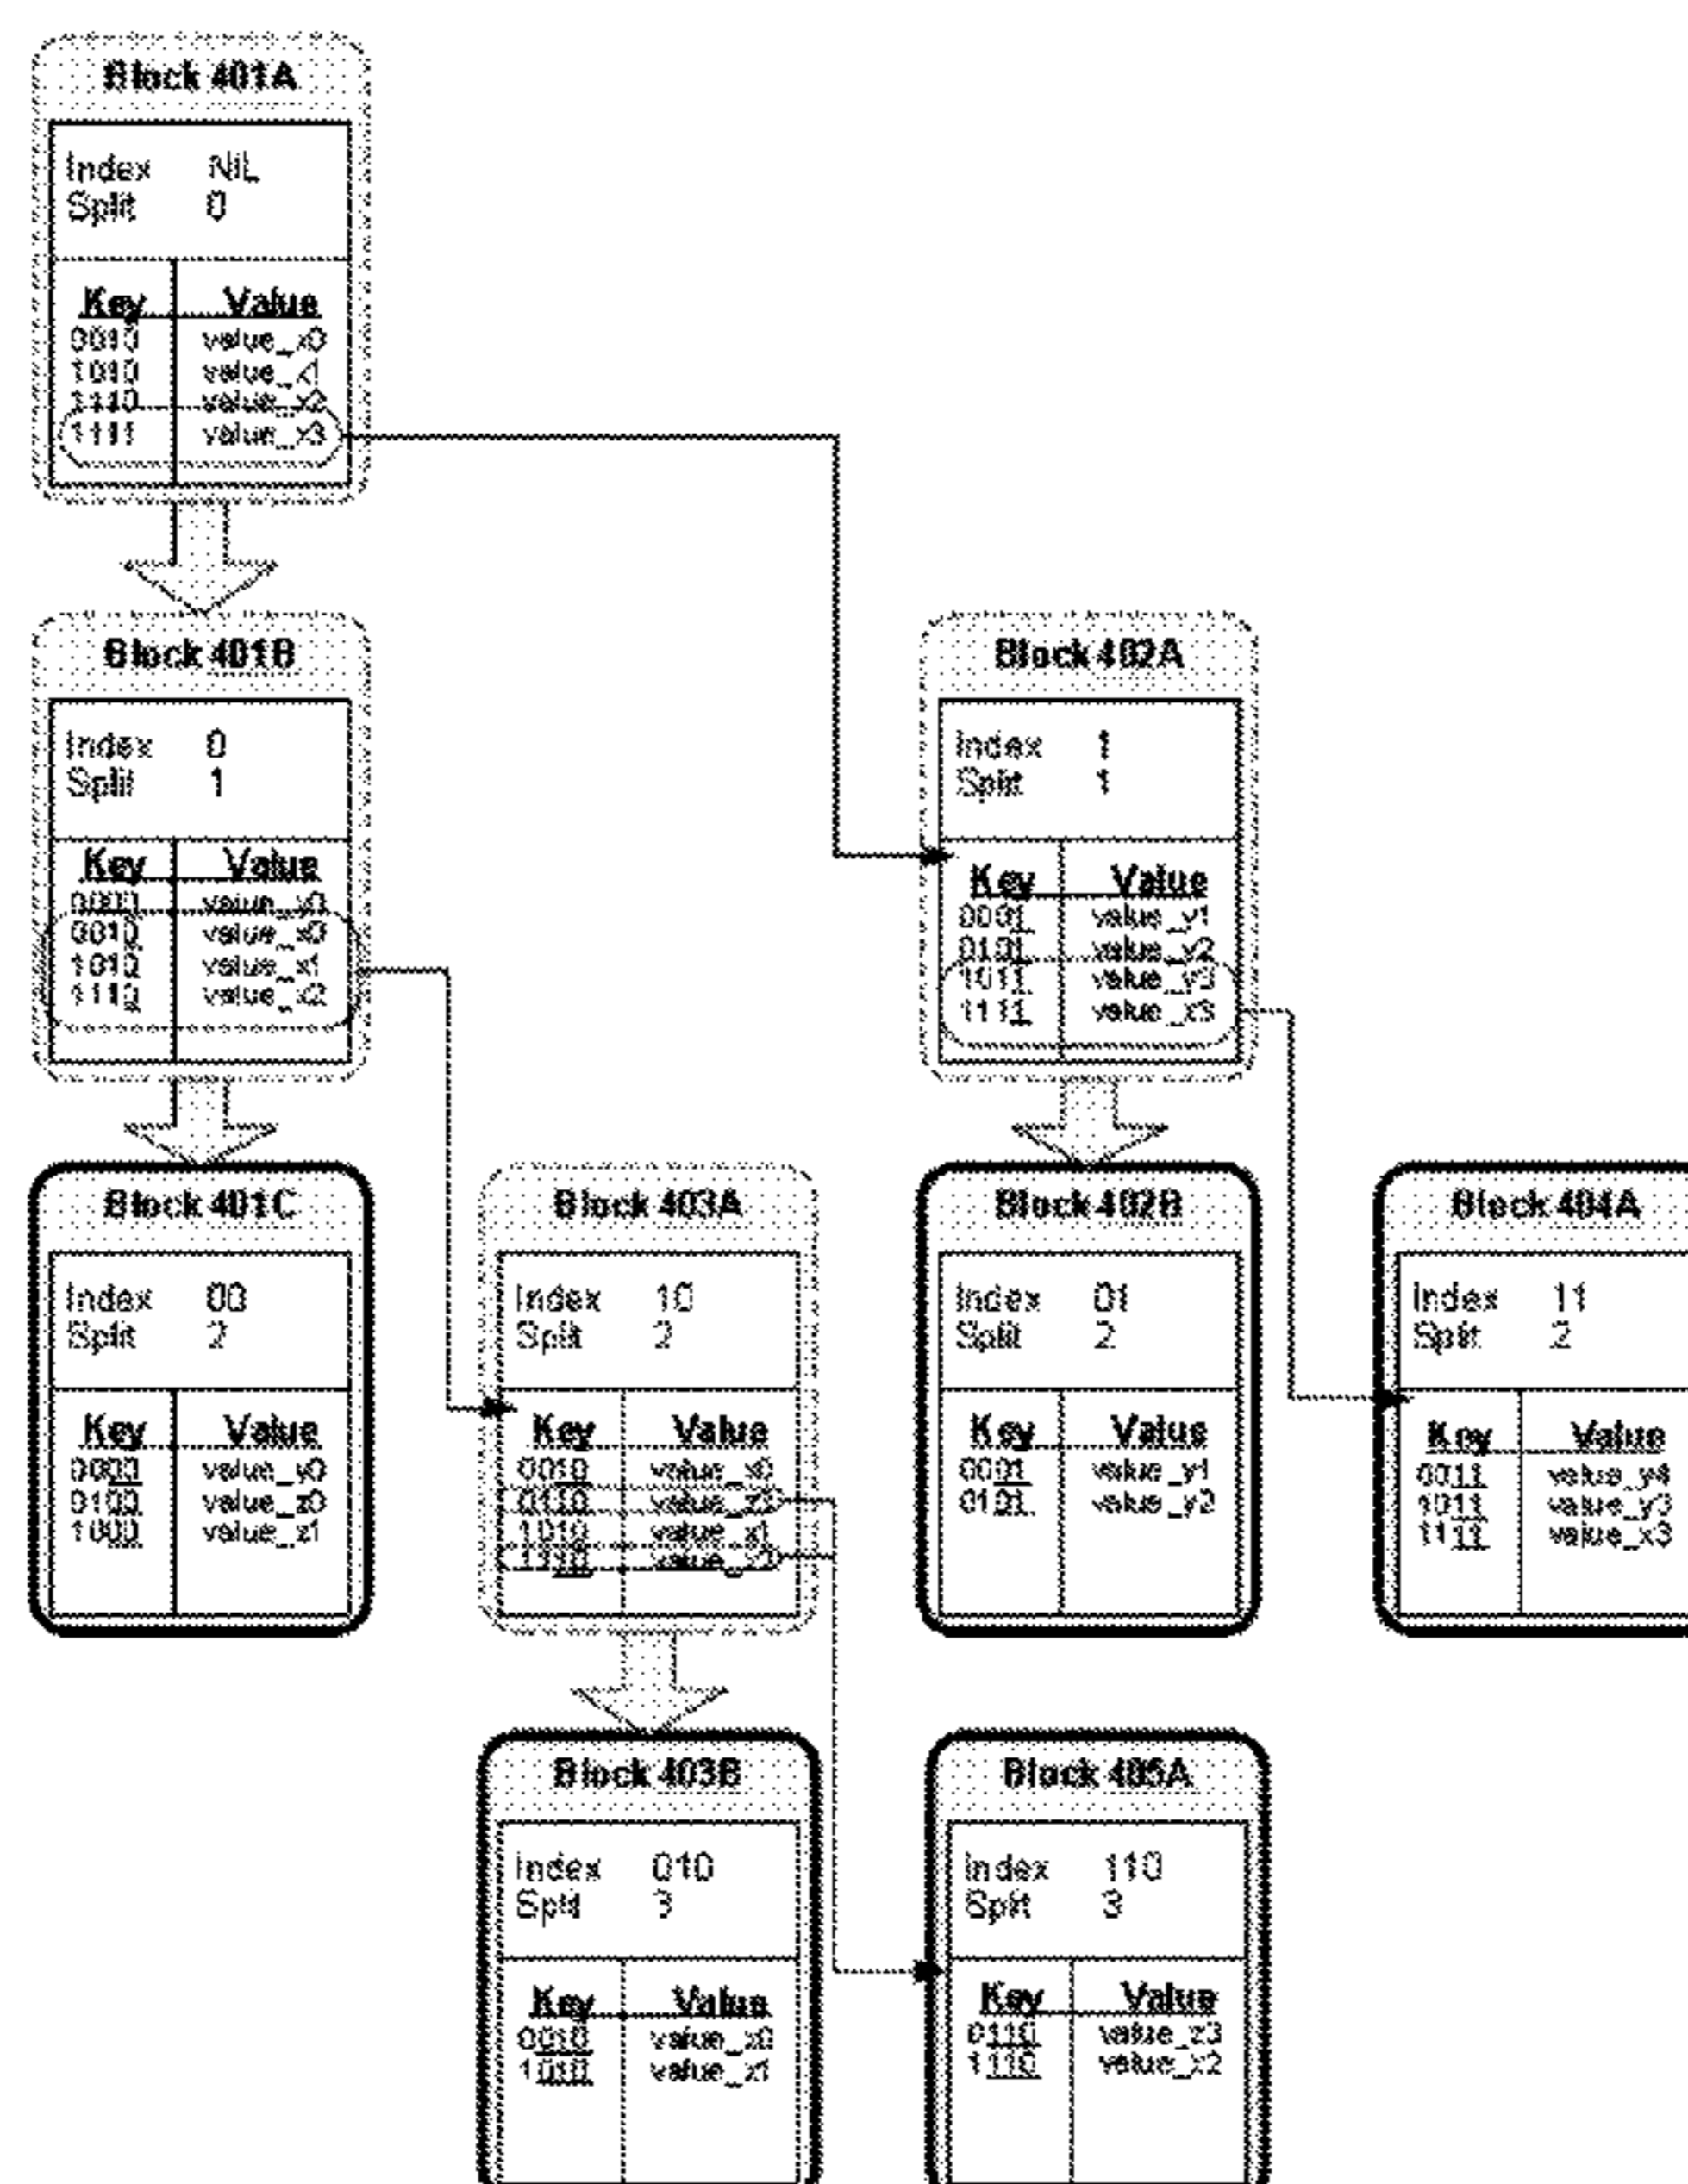 Block 401A
Index NIL
Split 0
Key Value
0010 value_x0
1010 value_x1
1110 value_x2
1111 value_x3
Block 401B
Index 0
Split 1
Key Value
0000 value_y0
0010 value_x0
1010 value_x1
1110 value_x2
Block 402A
Index 1
Split 1
Key Value
0001 value_y1
0101 value_y2
1011 value_y3
1111 value_x3
Block 401C
Index 00
Split 2
Key Value
0000 value_y0
0100 value_z0
1000 value_z1
Block 403A
Index 10
Split 2
Key Value
0010 value_x0
0110
1010 value_x1
1110
Block 402B
Index 01
Split 2
Key Value
0001 value_y1
0101 value_y2
Block 404A
Index 11
Split 2
Key Value
0011 value_y4
1011 value_y3
1111 value_x3
Block 403B
Index 010
Split 3
Key Value
0010 value_x0
1010 value_x1
Block 405A
Index 110
Split 3
Key Value
0110 value_z3
1110 value_x2